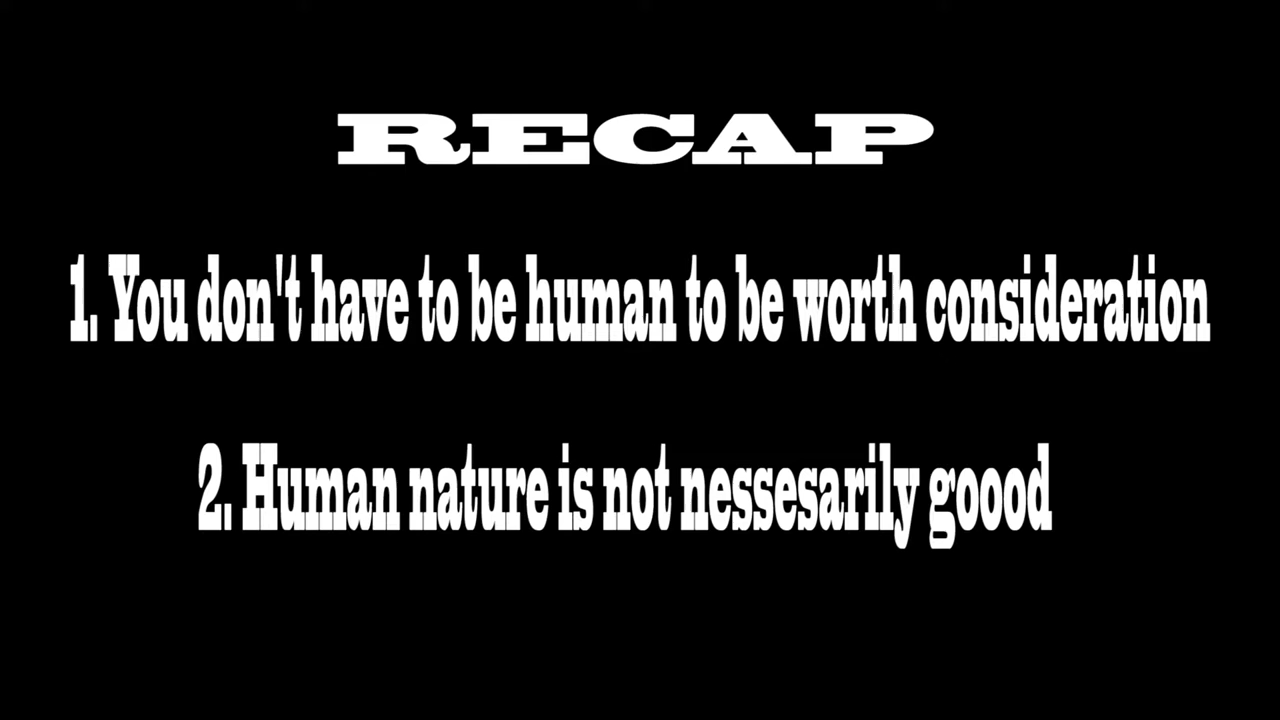 RECAP
1. You don't have to be human to be worth consideration
2. Human nature is not nessesarily goood